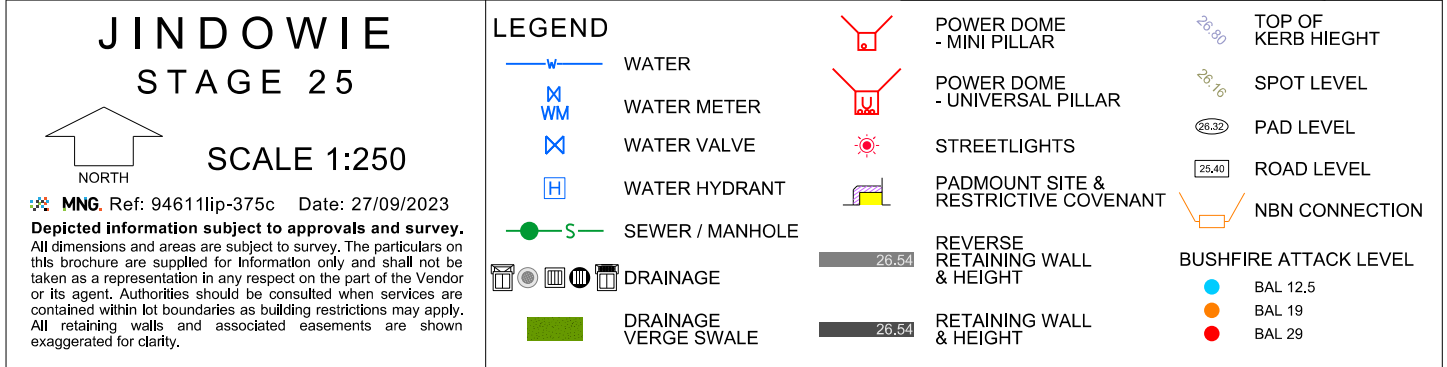 JINDOWIE
STAGE 25
NORTH
SCALE 1:250
MNG. Ref: 94611lip-375c Date: 27/09/2023
Depicted information subject to approvals and survey.
All dimensions and areas are subject to survey. The particulars on
this brochure are supplied for Information only and shall not be
taken as a representation in any respect on the part of the Vendor
or its agent. Authorities should be consulted when services are
contained within lot boundaries as building restrictions may apply.
All retaining walls and associated easements are shown
exaggerated for clarity.
LEGEND
W WATER
WM WATER METER
WATER VALVE
H WATER HYDRANT
S SEWER / MANHOLE
DRAINAGE
DRAINAGE
VERGE SWALE
POWER DOME
- MINI PILLAR
U POWER DOME
- UNIVERSAL PILLAR
STREETLIGHTS
PADMOUNT SITE &
RESTRICTIVE COVENANT
REVERSE
26.54 RETAINING WALL
& HEIGHT
26.54 RETAINING WALL
& HEIGHT
26.80 TOP OF
KERB HIEGHT
26.16 SPOT LEVEL
26.32 PAD LEVEL
25.40 ROAD LEVEL
NBN CONNECTION
BUSHFIRE ATTACK LEVEL
BAL 12.5
BAL 19
BAL 29